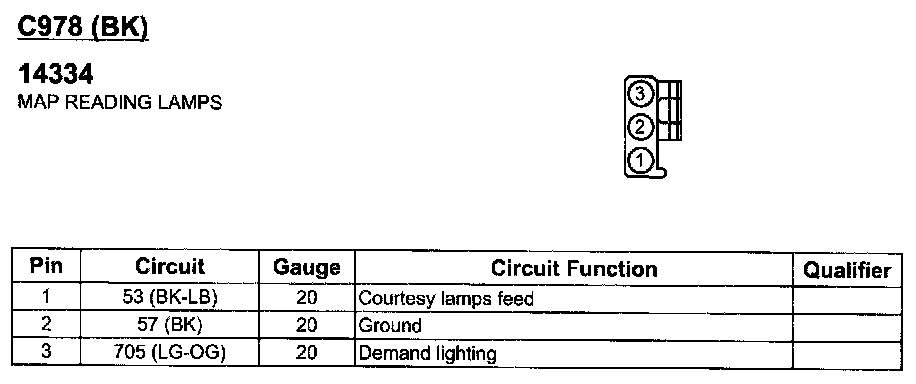 C978 (BK)
14334
MAP READING LAMPS
3
2
1
Pin Circuit Gauge Circuit Function Qualifier
1 53 (BK-LB) 20 Courtesy lamps feed
2 57 (BK) 20 Ground
3 705 (LG-OG) 20 Demand lighting